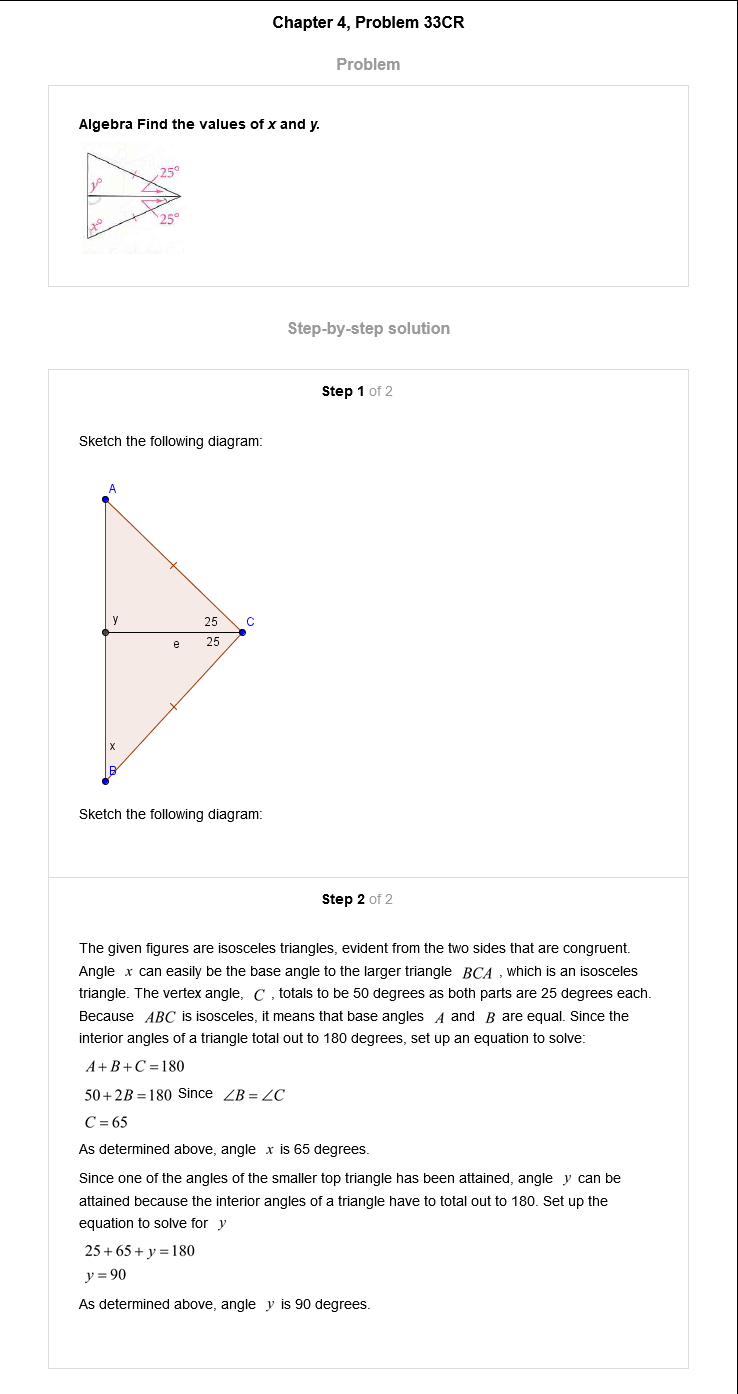 Chapter 4, Problem 33CR
Problem
Algebra Find the values of x and y.
25°
y°
x°
25°
Step-by-step solution
Step 1 of 2
Sketch the following diagram:
A
y
25
C
e
25
x
B
Sketch the following diagram:
Step 2 of 2
The given figures are isosceles triangles, evident from the two sides that are congruent.
Angle x can easily be the base angle to the larger triangle BCA , which is an isosceles
triangle. The vertex angle, C , totals to be 50 degrees as both parts are 25 degrees each.
Because ABC is isosceles, it means that base angles A and B are equal. Since the
interior angles of a triangle total out to 180 degrees, set up an equation to solve:
A+B+C=180
50+2B=180 Since ∠B=∠C
C=65
As determined above, angle x is 65 degrees.
Since one of the angles of the smaller top triangle has been attained, angle y can be
attained because the interior angles of a triangle have to total out to 180. Set up the
equation to solve for y
25+65+y=180
y=90
As determined above, angle y is 90 degrees.